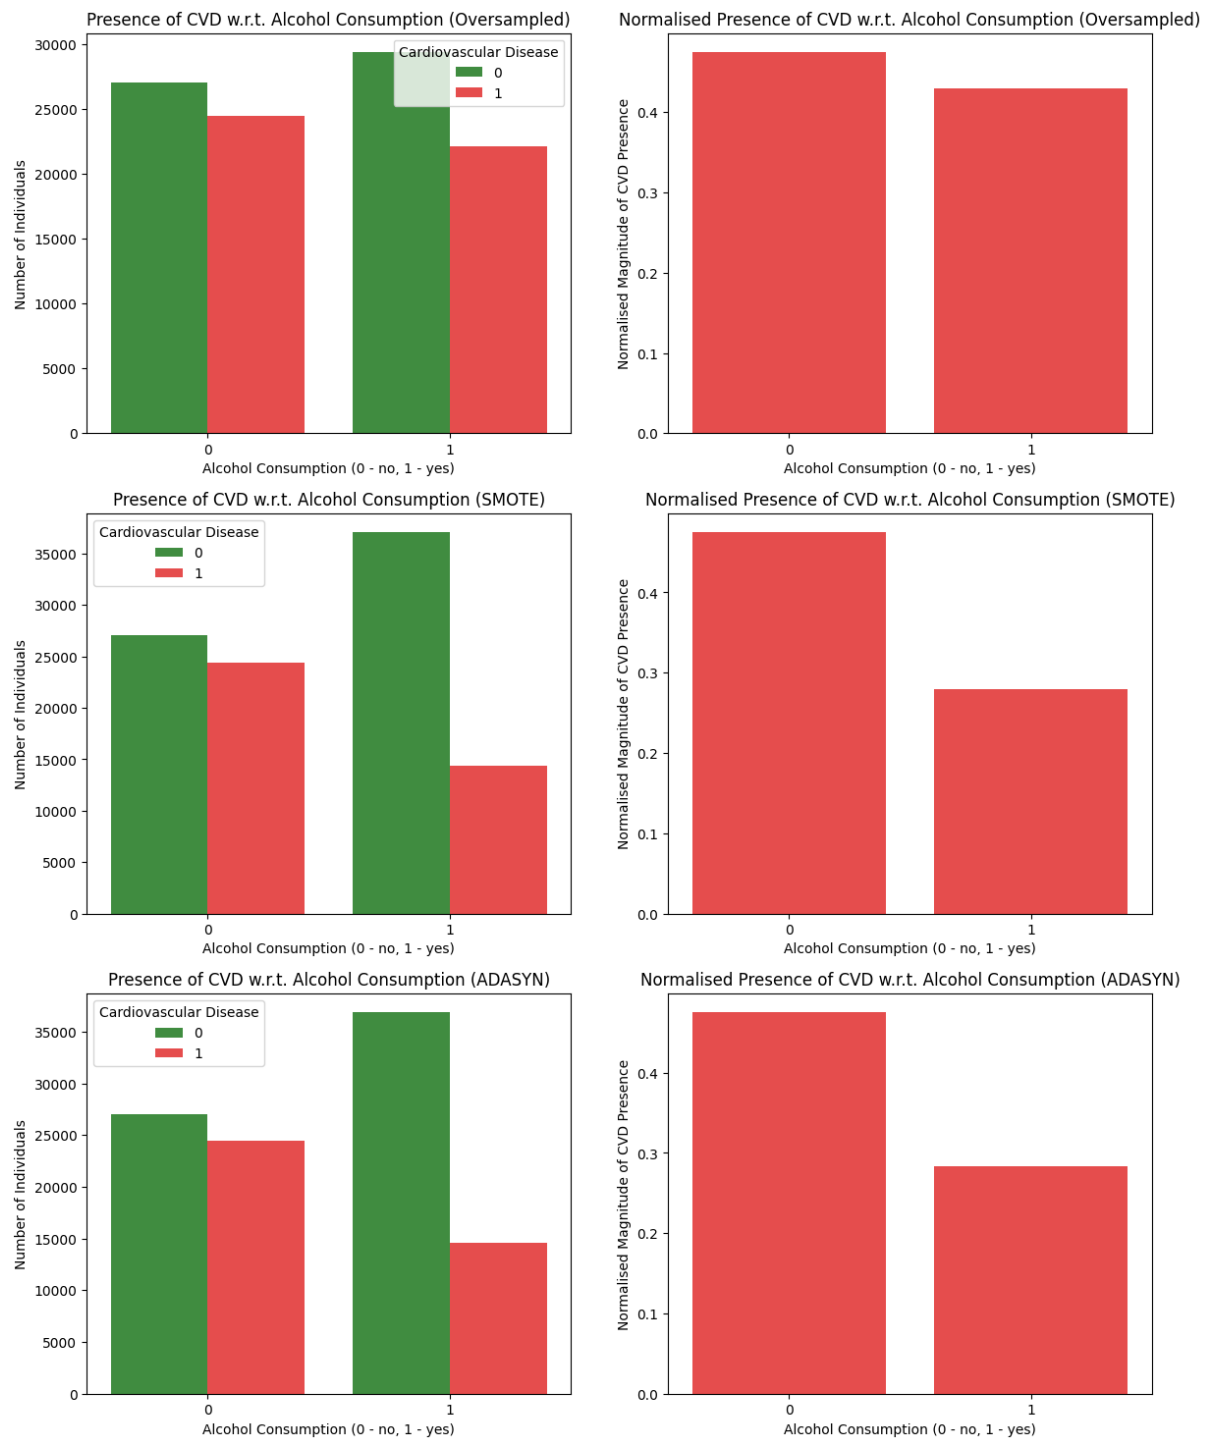 Presence of CVD w.r.t. Alcohol Consumption (Oversampled)
Number of Individuals
30000
25000
20000
15000
10000
5000
0
Cardiovascular Disease
0
1
0
1
Alcohol Consumption (0 - no, 1 - yes)
Normalised Presence of CVD w.r.t. Alcohol Consumption (Oversampled)
Normalised Magnitude of CVD Presence
0.4
0.3
0.2
0.1
0.0
0
1
Alcohol Consumption (0 - no, 1 - yes)
Presence of CVD w.r.t. Alcohol Consumption (SMOTE)
Number of Individuals
35000
30000
25000
20000
15000
10000
5000
0
Cardiovascular Disease
0
1
0
1
Alcohol Consumption (0 - no, 1 - yes)
Normalised Presence of CVD w.r.t. Alcohol Consumption (SMOTE)
Normalised Magnitude of CVD Presence
0.4
0.3
0.2
0.1
0.0
0
1
Alcohol Consumption (0 - no, 1 - yes)
Presence of CVD w.r.t. Alcohol Consumption (ADASYN)
Number of Individuals
35000
30000
25000
20000
15000
10000
5000
0
Cardiovascular Disease
0
1
0
1
Alcohol Consumption (0 - no, 1 - yes)
Normalised Presence of CVD w.r.t. Alcohol Consumption (ADASYN)
Normalised Magnitude of CVD Presence
0.4
0.3
0.2
0.1
0.0
0
1
Alcohol Consumption (0 - no, 1 - yes)